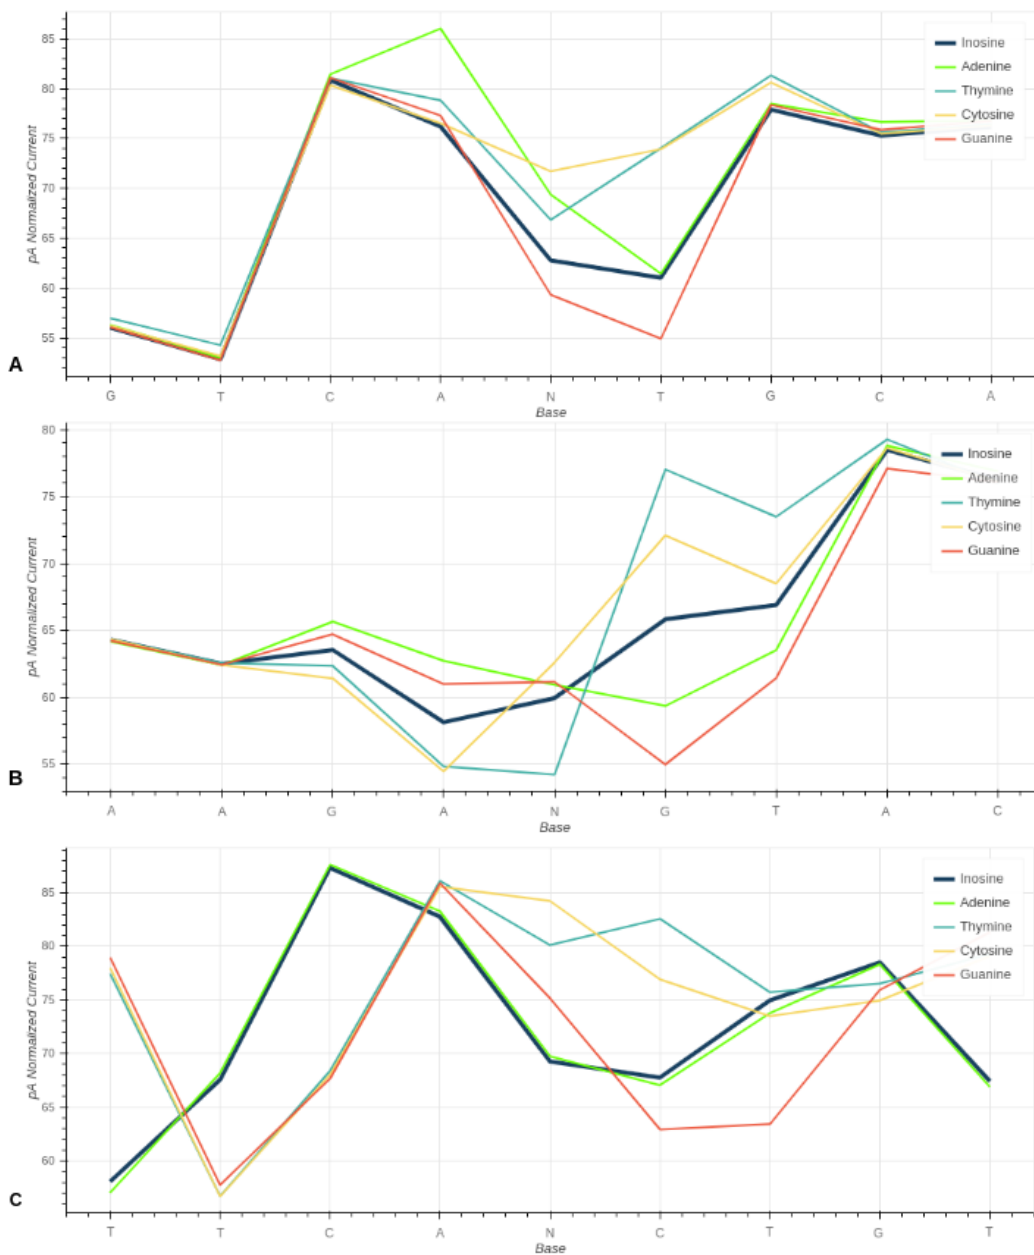 85
80
75
70
65
60
55
pA Normalized Current
Inosine
Adenine
Thymine
Cytosine
Guanine
A
G T C A N T G C A
Base
80
75
70
65
60
55
pA Normalized Current
Inosine
Adenine
Thymine
Cytosine
Guanine
B
A A G A N G T A C
Base
85
80
75
70
65
60
pA Normalized Current
Inosine
Adenine
Thymine
Cytosine
Guanine
C
T T C A N C T G T
Base